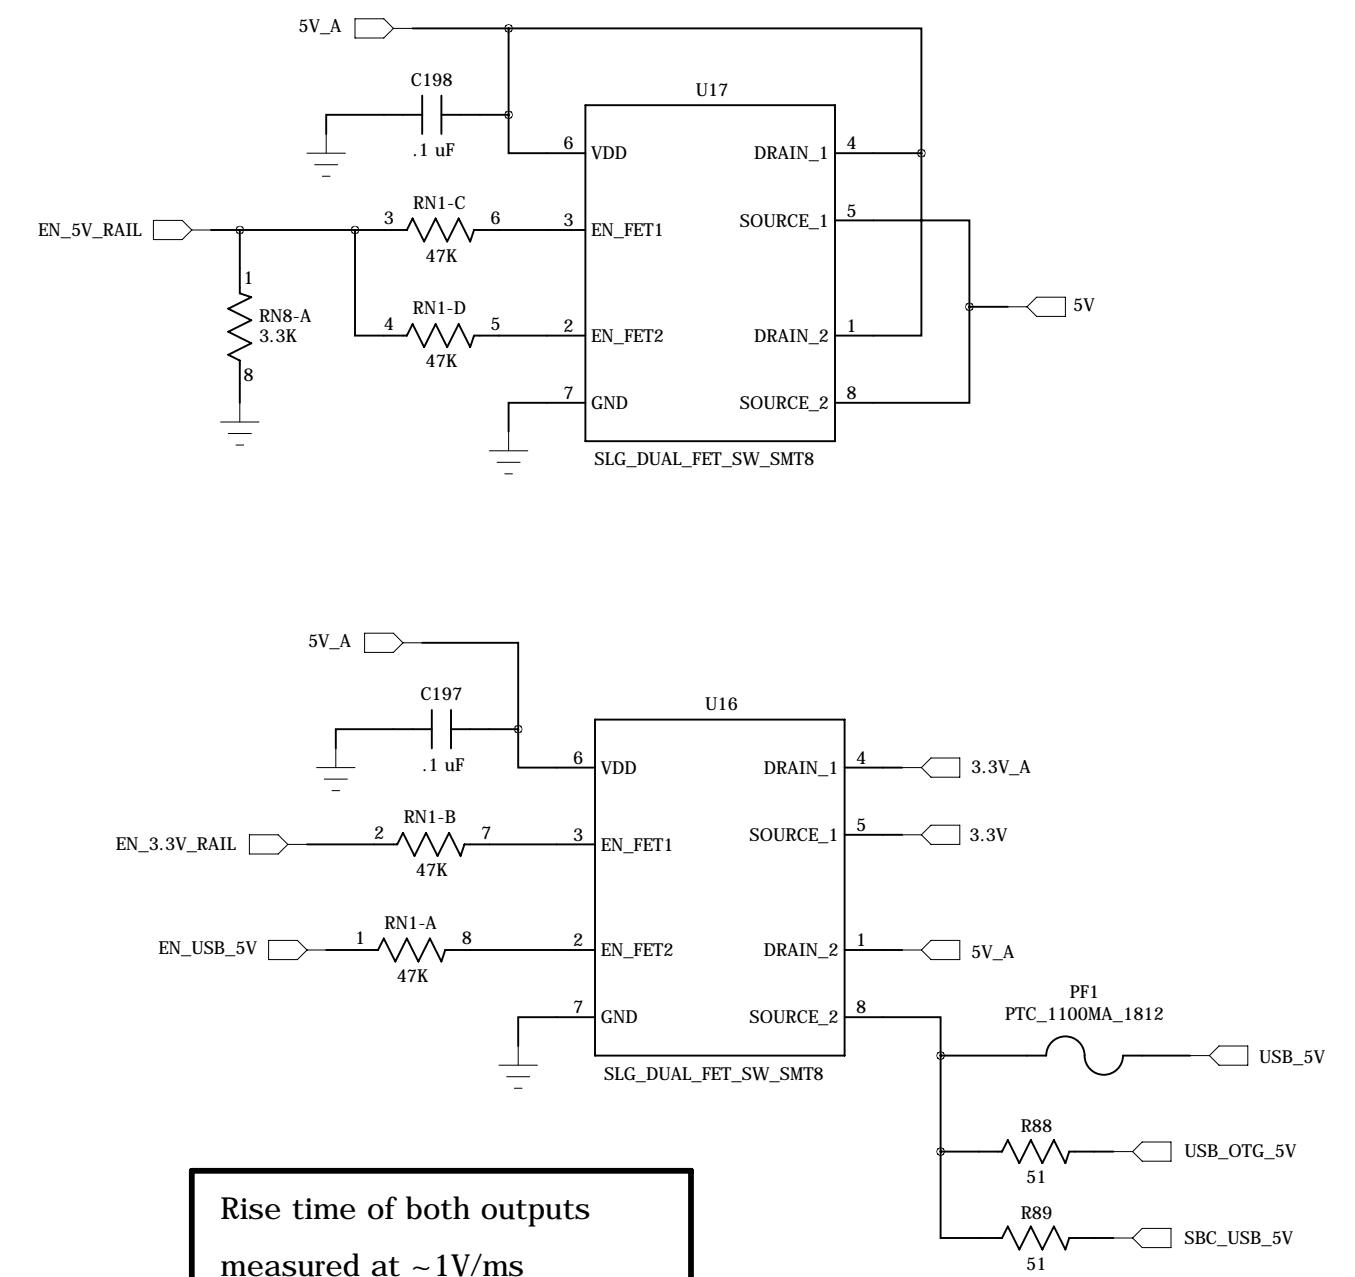 5V_A
C198
.1 uF
U17
6 VDD
DRAIN_1 4
RN1-C
EN_5V_RAIL
3 6
47K
3 EN_FET1
SOURCE_1 5
1
RN8-A
3.3K
8
RN1-D
4 5
47K
2 EN_FET2
DRAIN_2 1
5V
7 GND
SOURCE_2 8
SLG_DUAL_FET_SW_SMT8
5V_A
C197
.1 uF
U16
6 VDD
DRAIN_1 4
3.3V_A
RN1-B
EN_3.3V_RAIL
2 7
47K
3 EN_FET1
SOURCE_1 5
3.3V
RN1-A
EN_USB_5V
1 8
47K
2 EN_FET2
DRAIN_2 1
5V_A
7 GND
SOURCE_2 8
SLG_DUAL_FET_SW_SMT8
PF1
PTC_1100MA_1812
USB_5V
R88
51
USB_OTG_5V
R89
51
SBC_USB_5V
Rise time of both outputs
measured at ~1V/ms